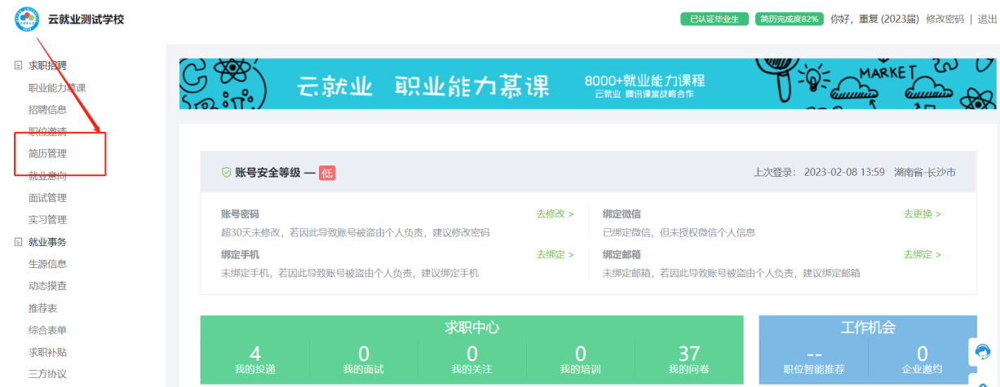 云就业测试学校
已认证毕业生 简历完成度82% 你好，重复 (2023届) 修改密码 | 退出
求职招聘
职业能力慕课
招聘信息
职位邀请
简历管理
就业意向
面试管理
实习管理
就业事务
生源信息
动态摸查
推荐表
综合表单
求职补贴
三方协议
云就业 职业能力慕课
8000+就业能力课程
云就业 腾讯课堂战略合作
MARKET
账号安全等级 — 低
上次登录： 2023-02-08 13:59 湖南省-长沙市
账号密码 去修改 >
超30天未修改，若因此导致账号被盗由个人负责，建议修改密码
绑定微信 去更换 >
已绑定微信，但未授权微信个人信息
绑定手机 去绑定 >
未绑定手机，若因此导致账号被盗由个人负责，建议绑定手机
绑定邮箱 去绑定 >
未绑定邮箱，若因此导致账号被盗由个人负责，建议绑定邮箱
求职中心
4 0 0 0 37
我的投递 我的面试 我的关注 我的培训 我的问卷
工作机会
-- 0
职位智能推荐 企业邀约